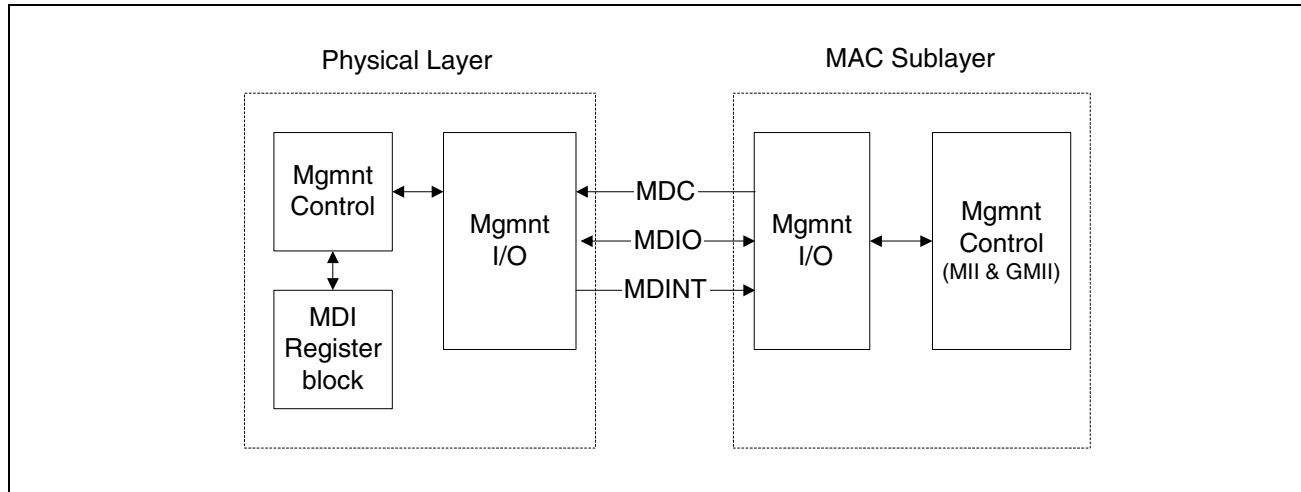 Physical Layer
MAC Sublayer
Mgmnt
Control
MDI
Register
block
Mgmnt
I/O
MDC
MDIO
MDINT
Mgmnt
I/O
Mgmnt
Control
(MII & GMII)